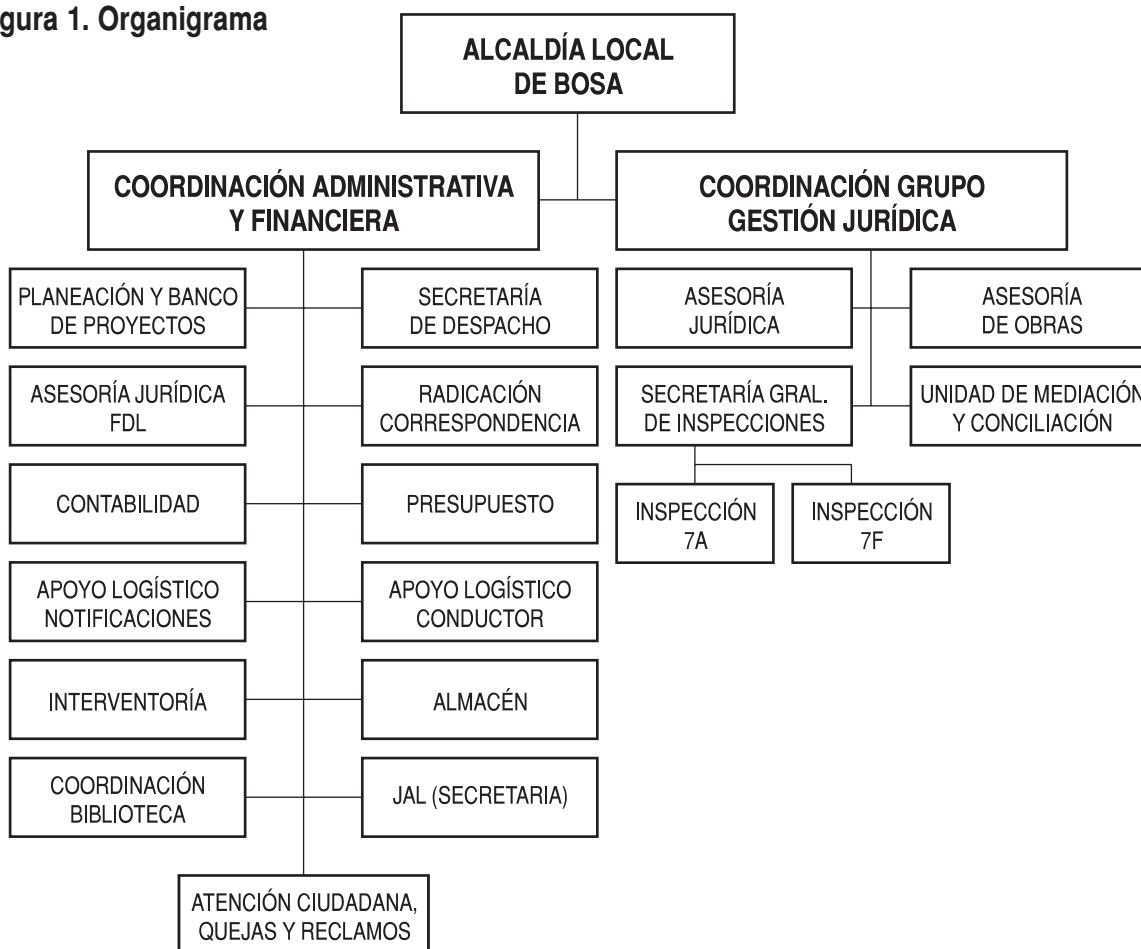 gura 1. Organigrama
ALCALDÍA LOCAL
DE BOSA
COORDINACIÓN ADMINISTRATIVA
Y FINANCIERA
COORDINACIÓN GRUPO
GESTIÓN JURÍDICA
PLANEACIÓN Y BANCO
DE PROYECTOS
SECRETARÍA
DE DESPACHO
ASESORÍA JURÍDICA
FDL
RADICACIÓN
CORRESPONDENCIA
CONTABILIDAD
PRESUPUESTO
APOYO LOGÍSTICO
NOTIFICACIONES
APOYO LOGÍSTICO
CONDUCTOR
INTERVENTORÍA
ALMACÉN
COORDINACIÓN
BIBLIOTECA
JAL (SECRETARIA)
ATENCIÓN CIUDADANA,
QUEJAS Y RECLAMOS
ASESORÍA
JURÍDICA
ASESORÍA
DE OBRAS
SECRETARÍA GRAL.
DE INSPECCIONES
UNIDAD DE MEDIACIÓN
Y CONCILIACIÓN
INSPECCIÓN
7A
INSPECCIÓN
7F